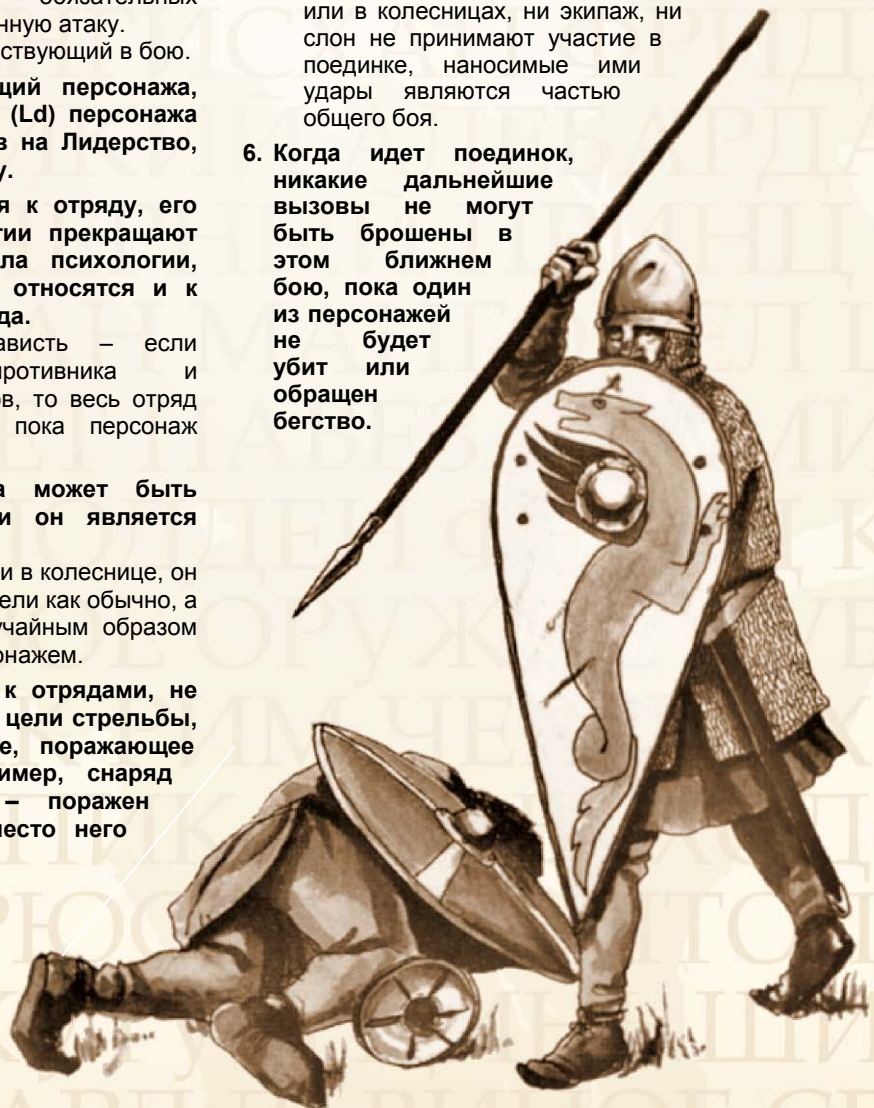 обязательных
нную атаку.
ствующий в бою.
щий персонажа,
(Ld) персонажа
в на Лидерство,
у.
я к отряду, его
гии прекращают
ла психологии,
относятся и к
да.
ависть – если
ротивника и
ов, то весь отряд
пока персонаж
а может быть
и он является
и в колеснице, он
ели как обычно, а
учайным образом
онажем.
к отрядами, не
цели стрельбы,
е, поражающее
имер, снаряд
– поражен
место него
или в колесницах, ни экипаж, ни
слон не принимают участие в
поединке, наносимые ими
удары являются частью
общего боя.
6. Когда идет поединок,
никакие дальнейшие
вызовы не могут
быть брошены в
этом ближнем
бою, пока один
из персонажей
не будет
убит или
обращен
бегство.